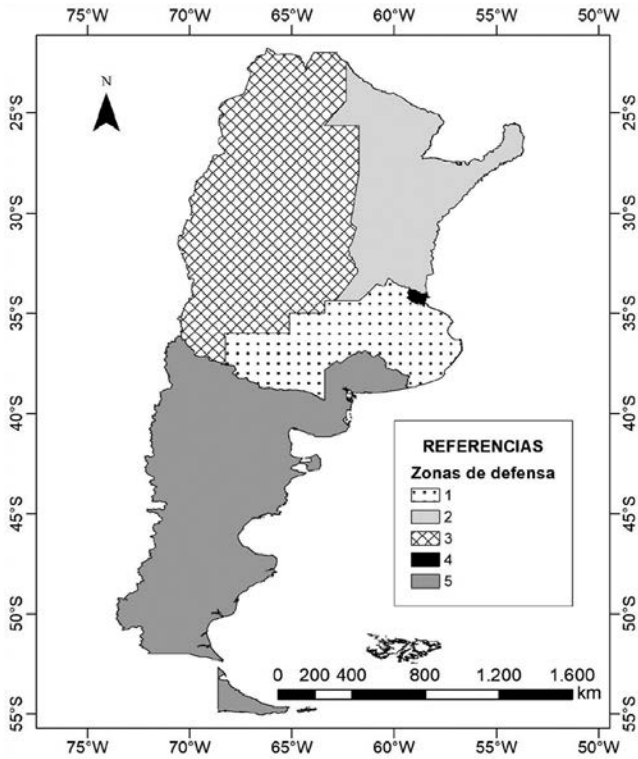 75°W 70°W 65°W 60°W 55°W 50°W
N
25°S 25°S
30°S 30°S
35°S 35°S
40°S 40°S
45°S 45°S
50°S 50°S
55°S 55°S
REFERENCIAS
Zonas de defensa
1
2
3
4
5
0 200 400 800 1.200 1.600
km
75°W 70°W 65°W 60°W 55°W 50°W